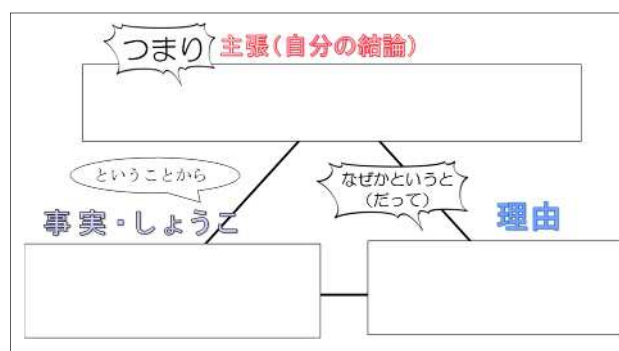 つまり
主張(自分の結論)
ということから
なぜかというと
(だって)
事実・しょうこ
理由